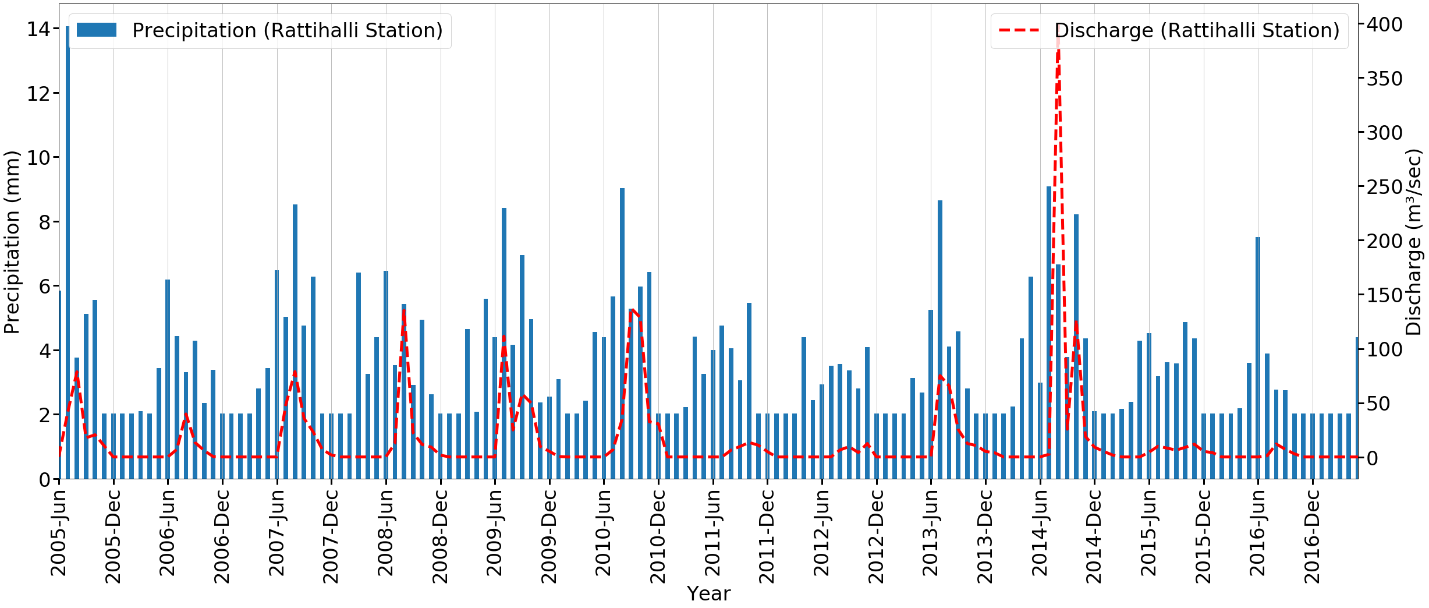 Precipitation (Rattihalli Station)
Discharge (Rattihalli Station)
Precipitation (mm)
14
12
10
8
6
4
2
0
Discharge (m³/sec)
400
350
300
250
200
150
100
50
0
2005-Jun
2005-Dec
2006-Jun
2006-Dec
2007-Jun
2007-Dec
2008-Jun
2008-Dec
2009-Jun
2009-Dec
2010-Jun
2010-Dec
2011-Jun
2011-Dec
2012-Jun
2012-Dec
2013-Jun
2013-Dec
2014-Jun
2014-Dec
2015-Jun
2015-Dec
2016-Jun
2016-Dec
Year